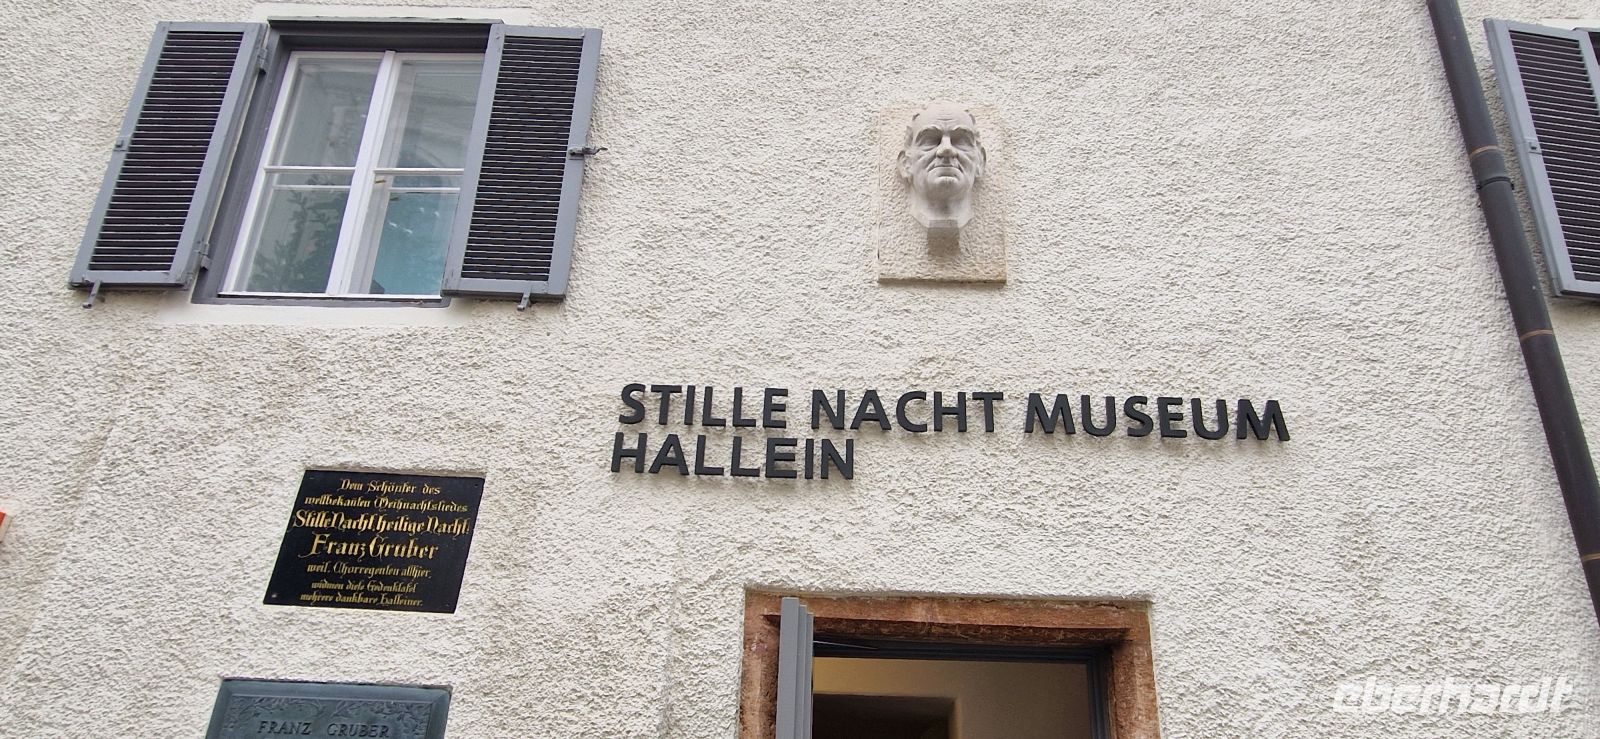 STILLE NACHT MUSEUM
HALLEIN
Dem Schöpfer des
weltbekanten Weihnachtsliedes
Stille Nacht, heilige Nacht:
Franz Gruber
weil. Chorregenten allhier,
widmen diese Gedenktafel
mehrere dankbare Halleiner.
FRANZ GRUBER
eberhardt